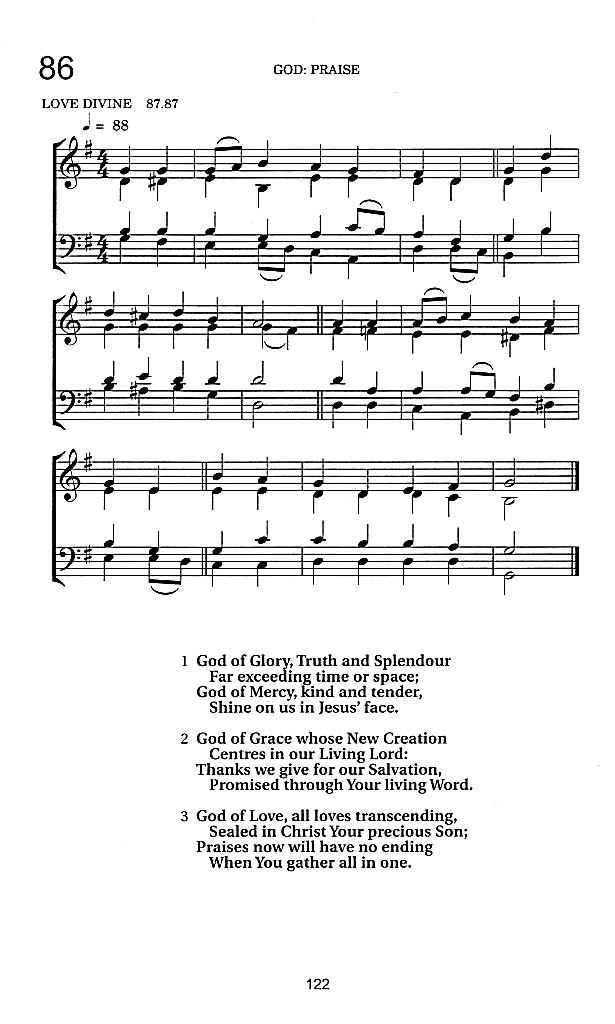 86
GOD: PRAISE
LOVE DIVINE 87.87
♩ = 88
1 God of Glory, Truth and Splendour
Far exceeding time or space;
God of Mercy, kind and tender,
Shine on us in Jesus’ face.
2 God of Grace whose New Creation
Centres in our Living Lord:
Thanks we give for our Salvation,
Promised through Your living Word.
3 God of Love, all loves transcending,
Sealed in Christ Your precious Son;
Praises now will have no ending
When You gather all in one.
122